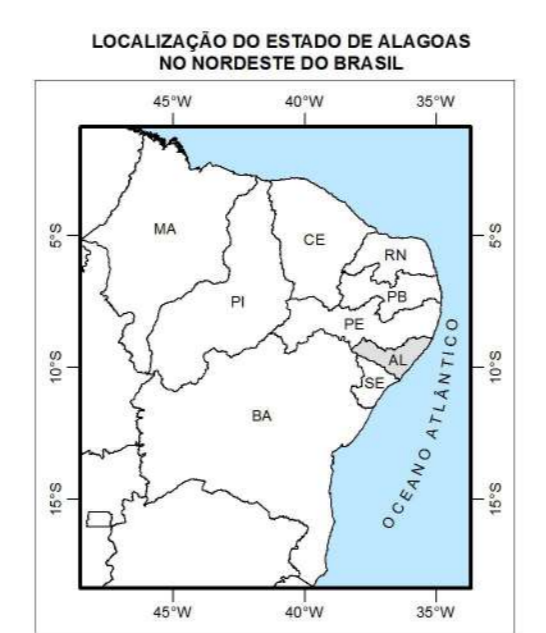 LOCALIZAÇÃO DO ESTADO DE ALAGOAS
NO NORDESTE DO BRASIL
45°W 40°W 35°W
5°S 5°S
MA
CE
RN
PI
PB
PE
10°S 10°S
AL
SE
BA
OCEANO ATLÂNTICO
15°S 15°S
45°W 40°W 35°W